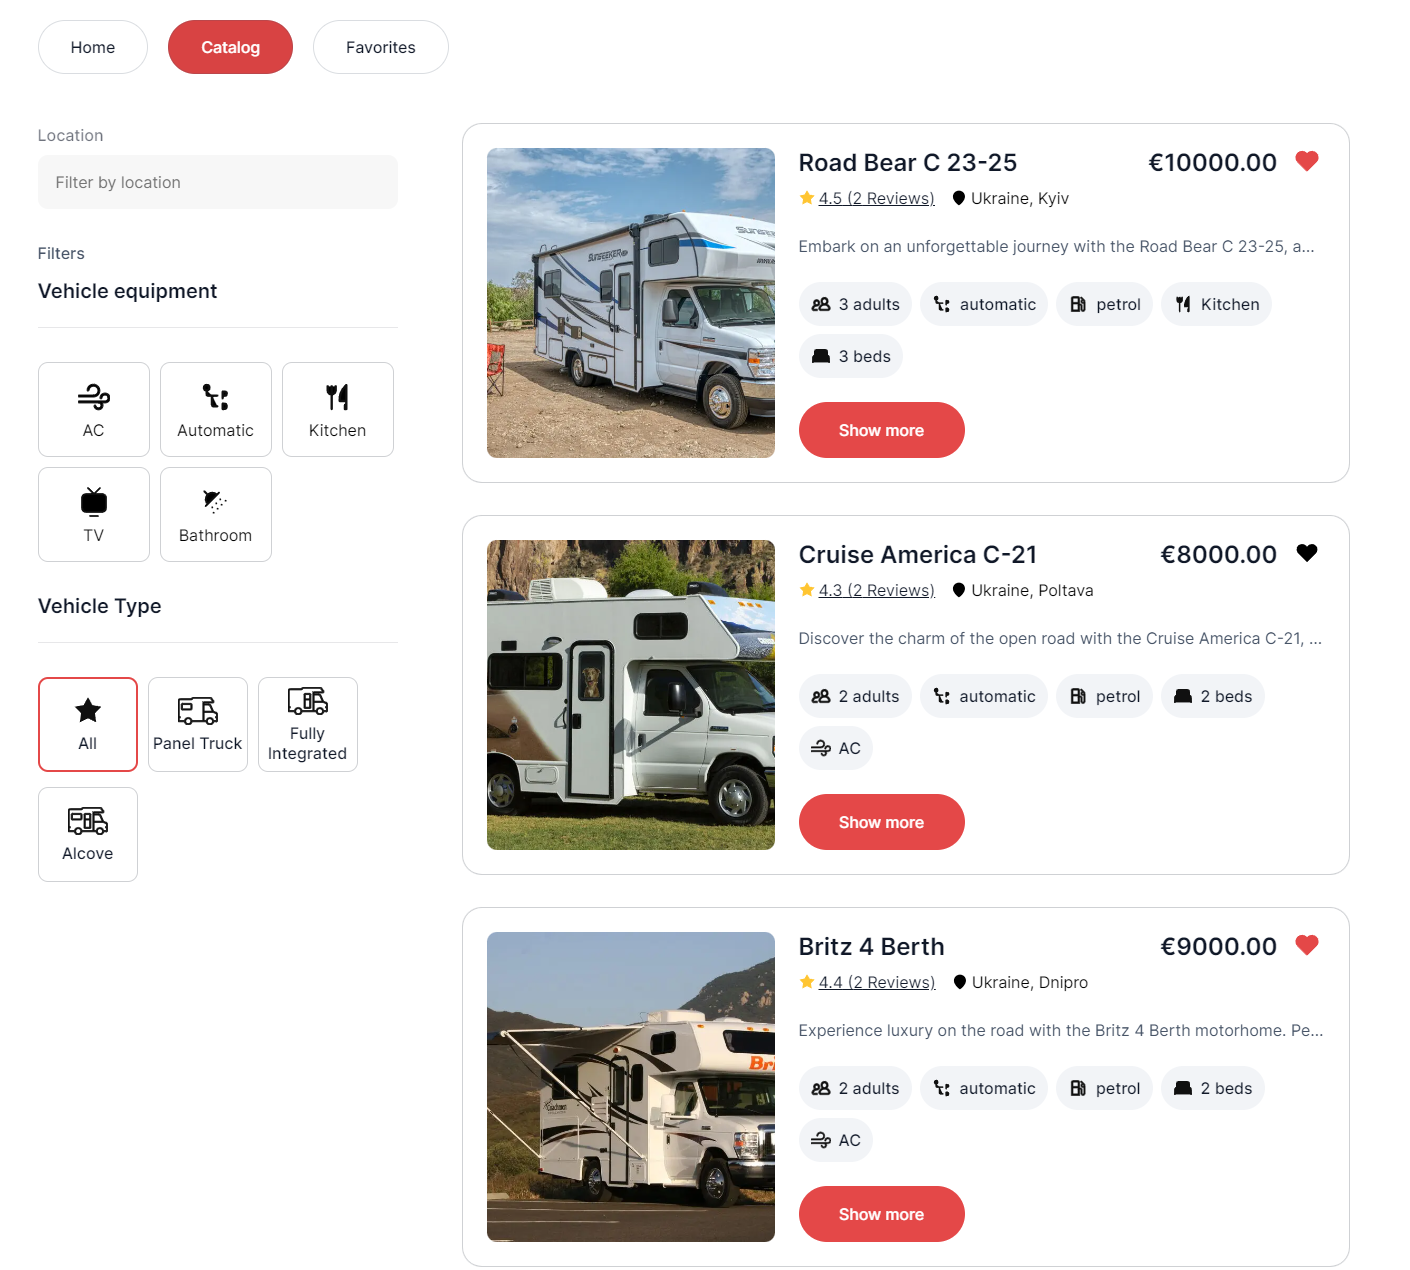 Home
Catalog
Favorites
Location
Filter by location
Filters
Vehicle equipment
AC
Automatic
Kitchen
TV
Bathroom
Vehicle Type
All
Panel Truck
Fully
Integrated
Alcove
Road Bear C 23-25
€10000.00
4.5 (2 Reviews)
Ukraine, Kyiv
Embark on an unforgettable journey with the Road Bear C 23-25, a...
3 adults
automatic
petrol
Kitchen
3 beds
Show more
SUNSEEKER
Cruise America C-21
€8000.00
4.3 (2 Reviews)
Ukraine, Poltava
Discover the charm of the open road with the Cruise America C-21, ...
2 adults
automatic
petrol
2 beds
AC
Show more
Britz 4 Berth
€9000.00
4.4 (2 Reviews)
Ukraine, Dnipro
Experience luxury on the road with the Britz 4 Berth motorhome. Pe...
2 adults
automatic
petrol
2 beds
AC
Show more